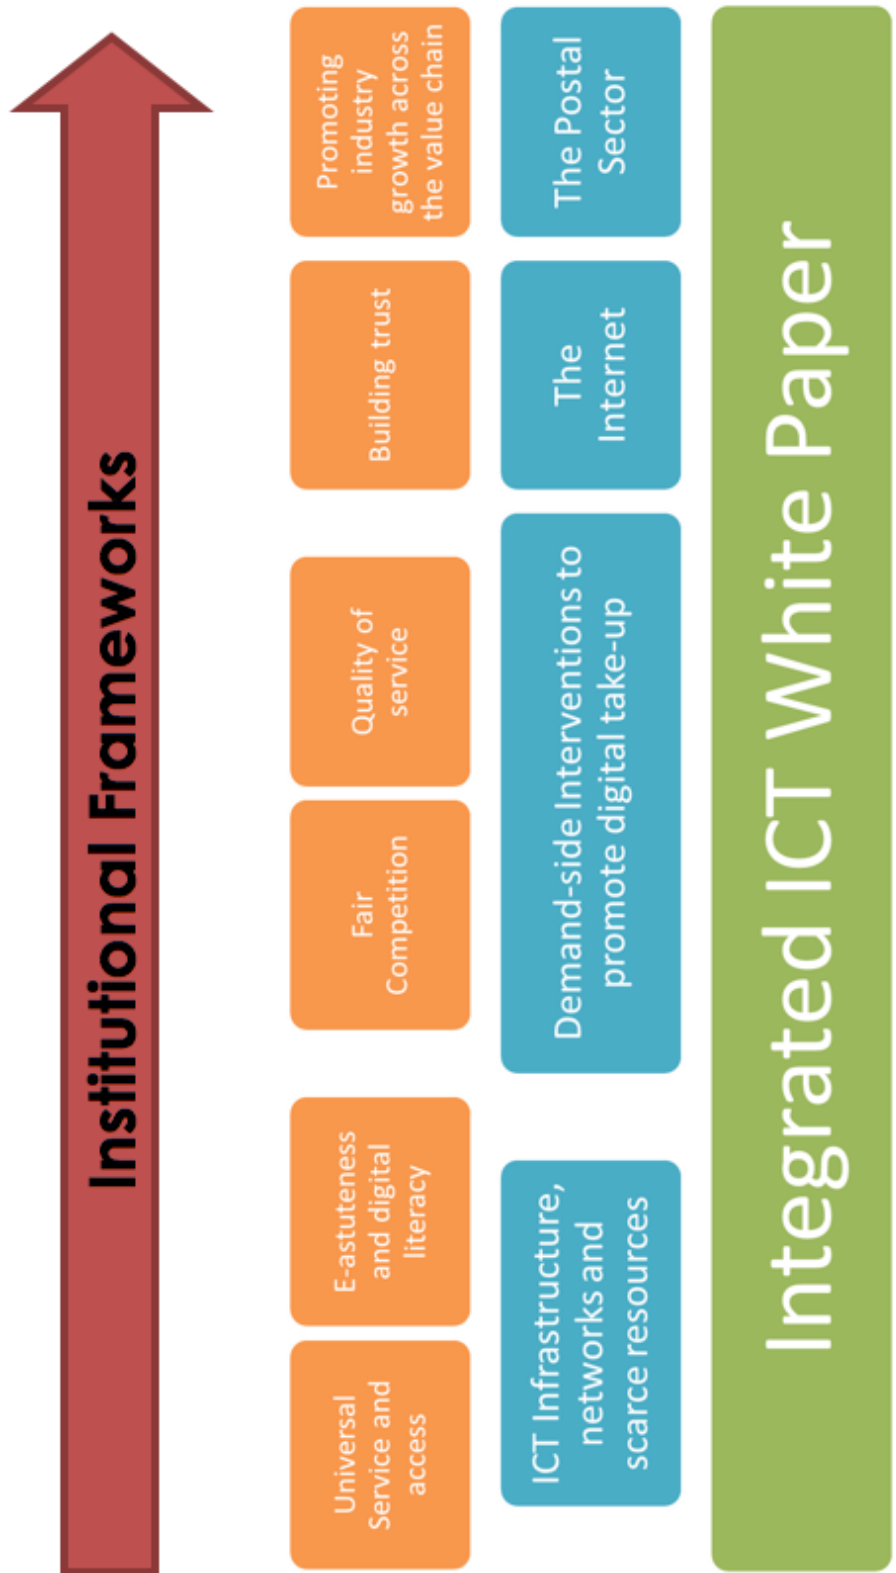 Institutional Frameworks
Universal
Service and
access
E-astuteness
and digital
literacy
Fair
Competition
Quality of
service
Building trust
Promoting
industry
growth across
the value chain
ICT Infrastructure,
networks and
scarce resources
Demand-side Interventions to
promote digital take-up
The
Internet
The Postal
Sector
Integrated ICT White Paper